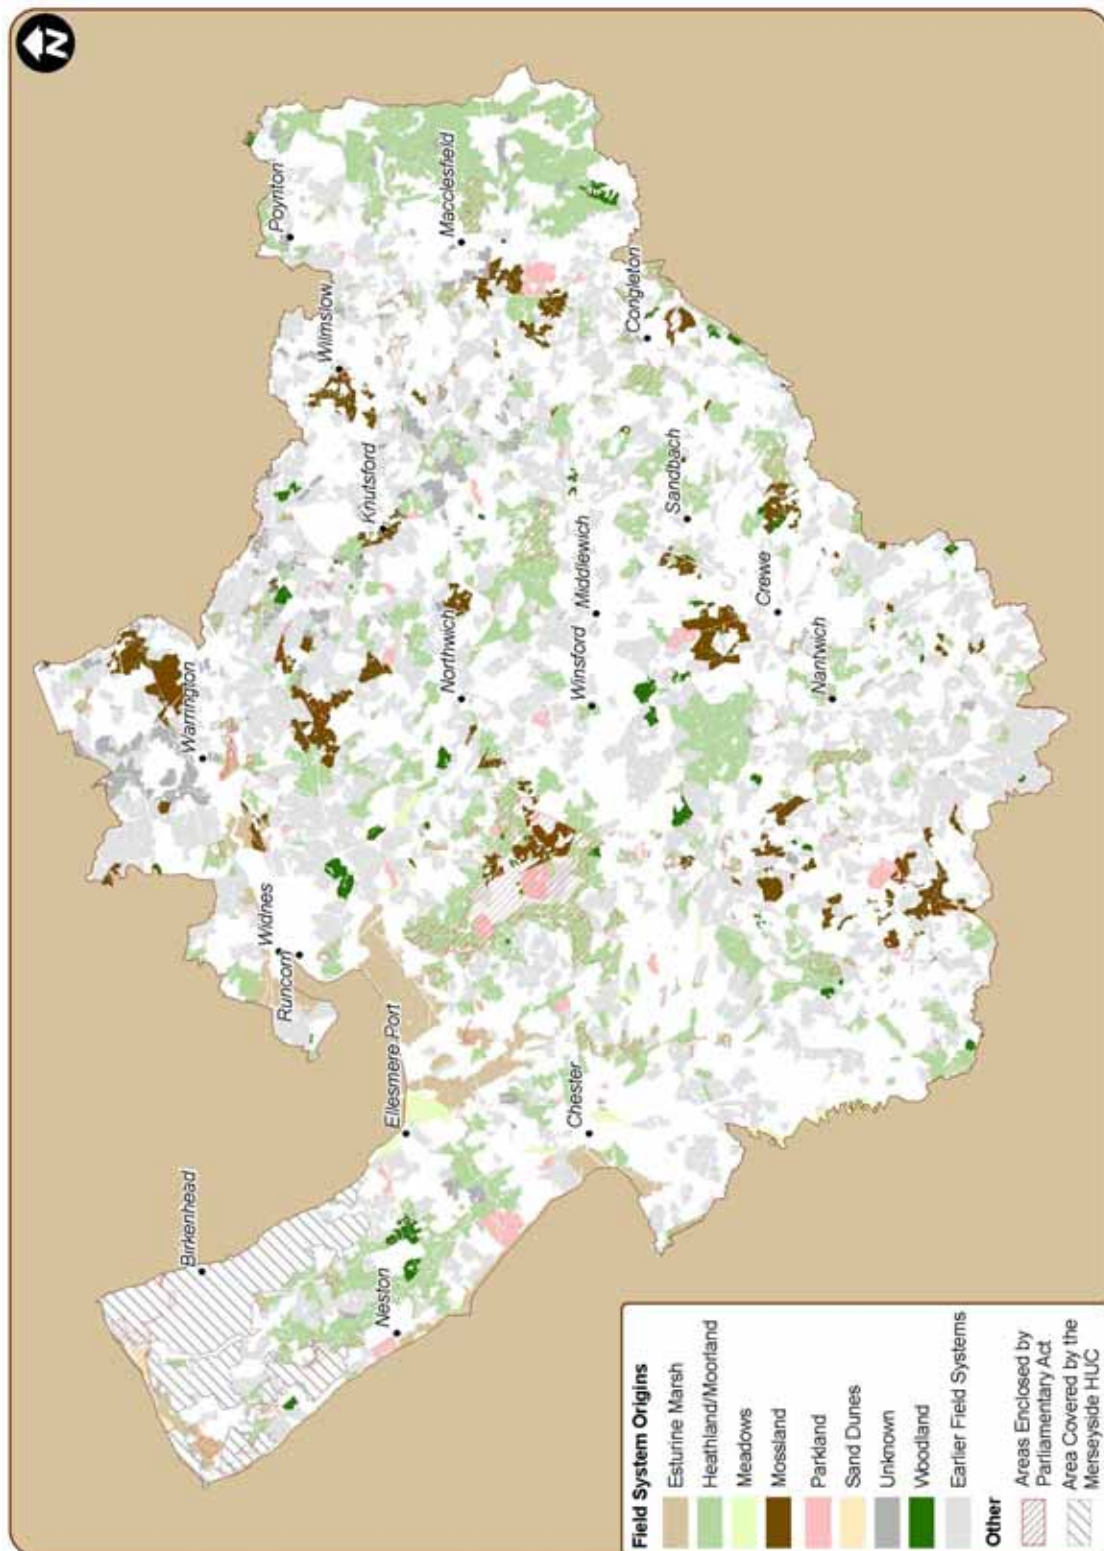 N
Poynton
Wilmslow
Macclesfield
Warrington
Knutsford
Widnes
Runcorn
Northwich
Congleton
Birkenhead
Ellesmere Port
Middlewich
Winsford
Sandbach
Neston
Chester
Crewe
Nantwich
Field System Origins
Esturine Marsh
Heathland/Moorland
Meadows
Mossland
Parkland
Sand Dunes
Unknown
Woodland
Earlier Field Systems
Other
Areas Enclosed by
Parliamentary Act
Area Covered by the
Merseyside HUC